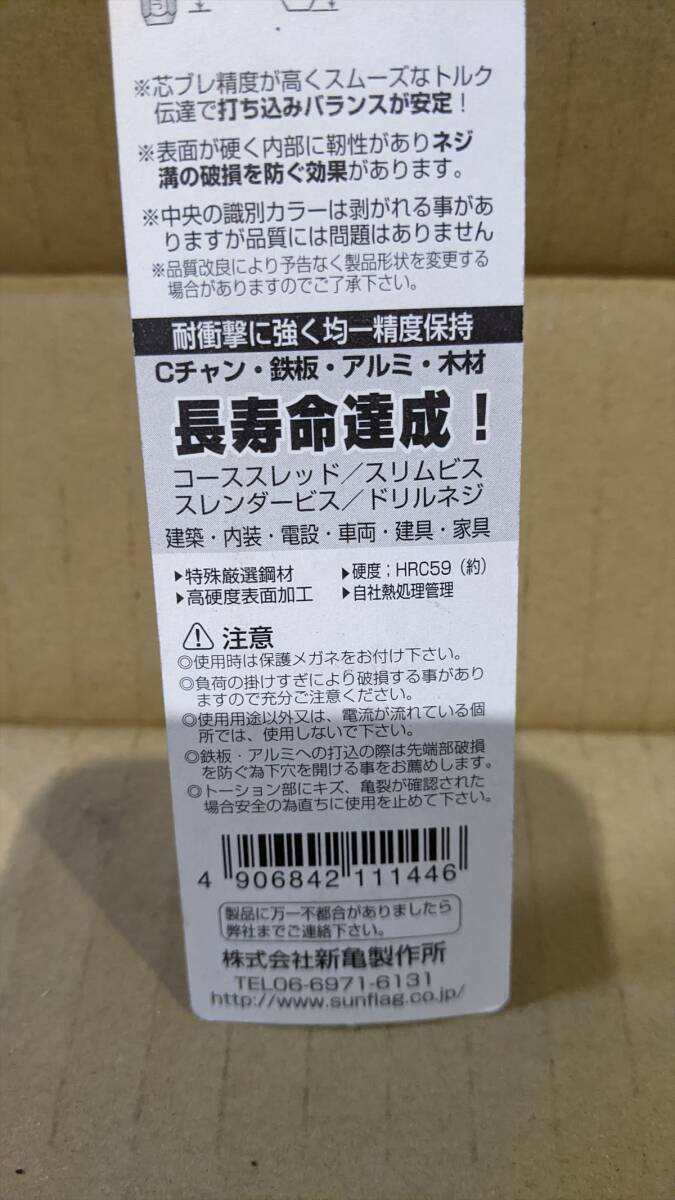 ※芯ブレ精度が高くスムーズなトルク
伝達で打ち込みバランスが安定！
※表面が硬く内部に靭性がありネジ
溝の破損を防ぐ効果があります。
※中央の識別カラーは剥がれる事があ
りますが品質には問題はありません
※品質改良により予告なく製品形状を変更する
場合がありますのでご了承下さい。
耐衝撃に強く均一精度保持
Cチャン・鉄板・アルミ・木材
長寿命達成！
コーススレッド／スリムビス
スレンダービス／ドリルネジ
建築・内装・電設・車両・建具・家具
▶特殊厳選鋼材 ▶硬度；HRC59（約）
▶高硬度表面加工 ▶自社熱処理管理
⚠ 注意
◎使用時は保護メガネをお付け下さい。
◎負荷の掛けすぎにより破損する事があり
ますので充分ご注意ください。
◎使用用途以外又は、電流が流れている個
所では、使用しないで下さい。
◎鉄板・アルミへの打込の際は先端部破損
を防ぐ為下穴を開ける事をお薦めします。
◎トーション部にキズ、亀裂が確認された
場合安全の為直ちに使用を止めて下さい。
4 906842 111446
製品に万一不都合がありましたら
弊社までご連絡下さい。
株式会社新亀製作所
TEL06-6971-6131
http://www.sunflag.co.jp/